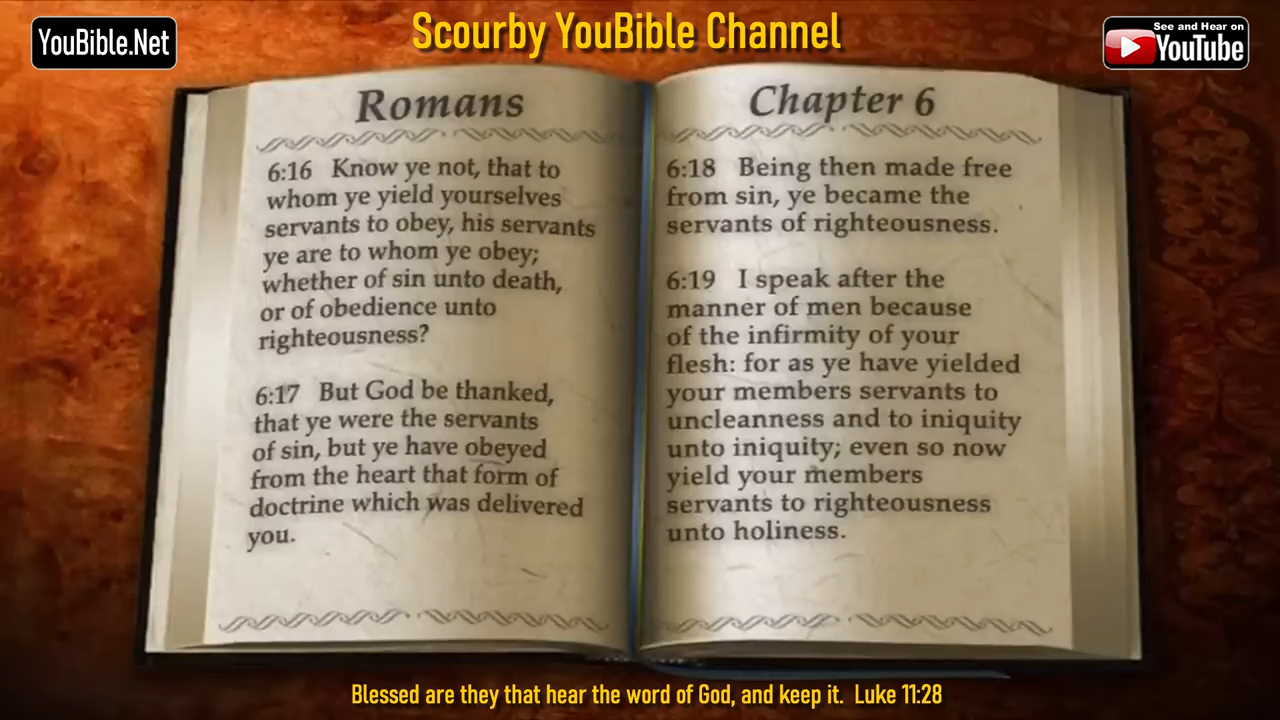 YouBible.Net
Scourby YouBible Channel
See and Hear on
YouTube
Romans
6:16 Know ye not, that to
whom ye yield yourselves
servants to obey, his servants
ye are to whom ye obey;
whether of sin unto death,
or of obedience unto
righteousness?
6:17 But God be thanked,
that ye were the servants
of sin, but ye have obeyed
from the heart that form of
doctrine which was delivered
you.
Chapter 6
6:18 Being then made free
from sin, ye became the
servants of righteousness.
6:19 I speak after the
manner of men because
of the infirmity of your
flesh: for as ye have yielded
your members servants to
uncleanness and to iniquity
unto iniquity; even so now
yield your members
servants to righteousness
unto holiness.
Blessed are they that hear the word of God, and keep it. Luke 11:28